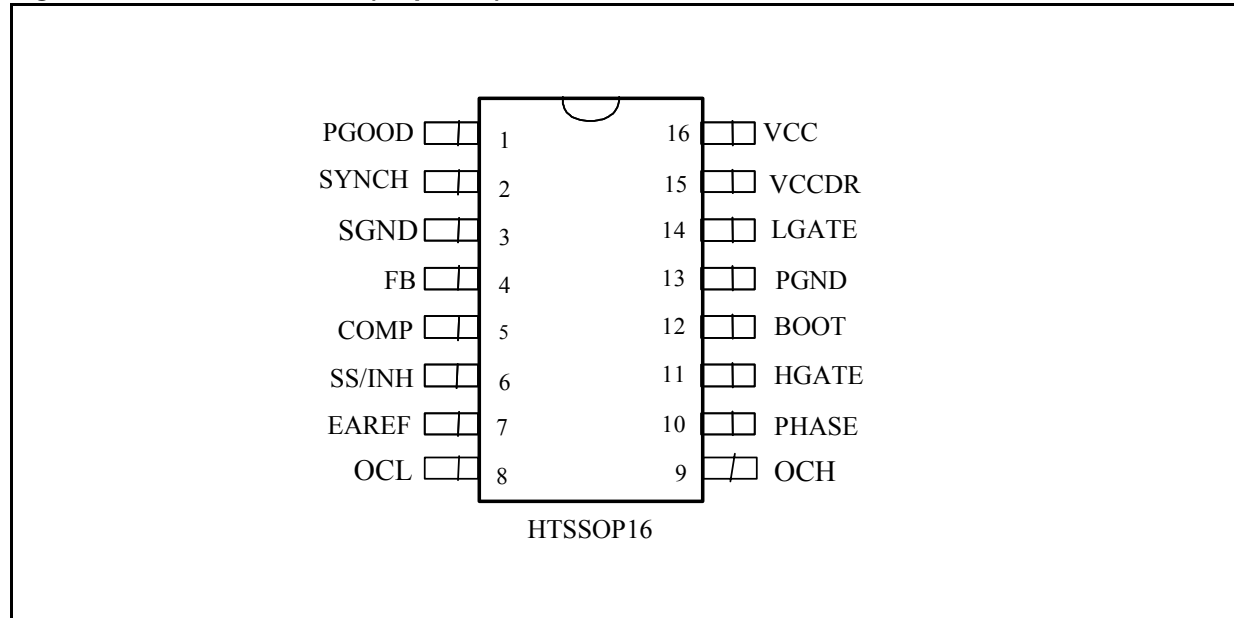 PGOOD 1 16 VCC
SYNCH 2 15 VCCDR
SGND 3 14 LGATE
FB 4 13 PGND
COMP 5 12 BOOT
SS/INH 6 11 HGATE
EAREF 7 10 PHASE
OCL 8 9 OCH
HTSSOP16